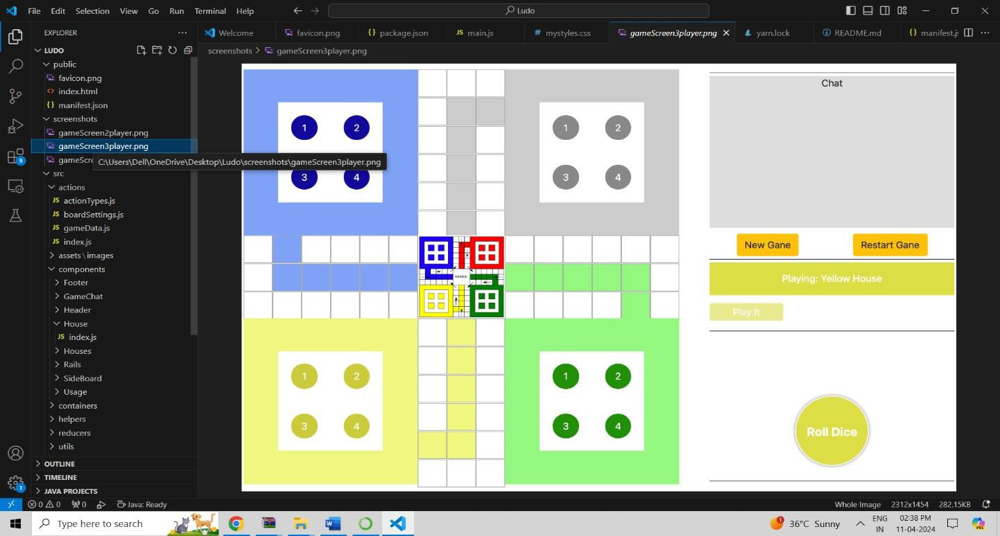 File Edit Selection View Go Run Terminal Help
Ludo
EXPLORER
Welcome
favicon.png
package.json
main.js
mystyles.css
gameScreen3player.png
yarn.lock
README.md
manifest.js
screenshots > gameScreen3player.png
LUDO
public
favicon.png
index.html
manifest.json
screenshots
gameScreen2player.png
gameScreen3player.png
gameScre
C:\Users\Dell\OneDrive\Desktop\Ludo\screenshots\gameScreen3player.png
src
actions
actionTypes.js
boardSettings.js
gameData.js
index.js
assets\images
components
Footer
GameChat
Header
House
index.js
Houses
Rails
SideBoard
Usage
containers
helpers
reducers
utils
OUTLINE
TIMELINE
JAVA PROJECTS
9
1
1 2
3 4
1 2
3 4
HOME
1 2
3 4
1 2
3 4
Chat
New Gane
Restart Gane
Playing: Yellow House
Play It
Roll Dice
0 0 0 Java: Ready
Whole Image 2312x1454 282.15KB
Type here to search
1
36°C Sunny
ENG
IN
02:38 PM
11-04-2024
PRE